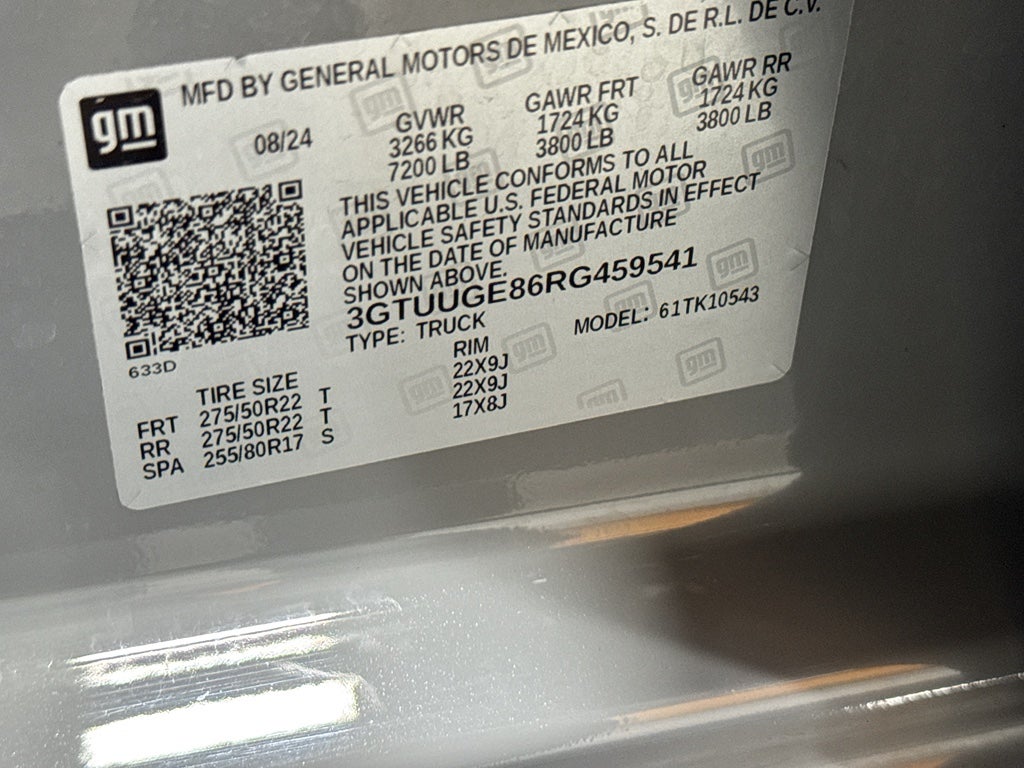 MFD BY GENERAL MOTORS DE MEXICO, S. DE R.L. DE C.V.
gm
08/24
GVWR GAWR FRT GAWR RR
3266 KG 1724 KG 1724 KG
7200 LB 3800 LB 3800 LB
THIS VEHICLE CONFORMS TO ALL
APPLICABLE U.S. FEDERAL MOTOR
VEHICLE SAFETY STANDARDS IN EFFECT
ON THE DATE OF MANUFACTURE
SHOWN ABOVE.
3GTUUGE86RG459541
TYPE: TRUCK MODEL: 61TK10543
633D
TIRE SIZE RIM
FRT 275/50R22 T 22X9J
RR 275/50R22 T 22X9J
SPA 255/80R17 S 17X8J